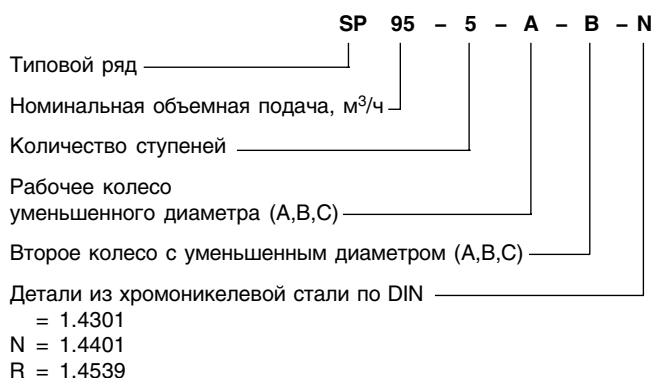 SP 95 – 5 – A – B – N
Типовой ряд
Номинальная объемная подача, м³/ч
Количество ступеней
Рабочее колесо
уменьшенного диаметра (А,В,С)
Второе колесо с уменьшенным диаметром (А,В,С)
Детали из хромоникелевой стали по DIN
= 1.4301
N = 1.4401
R = 1.4539